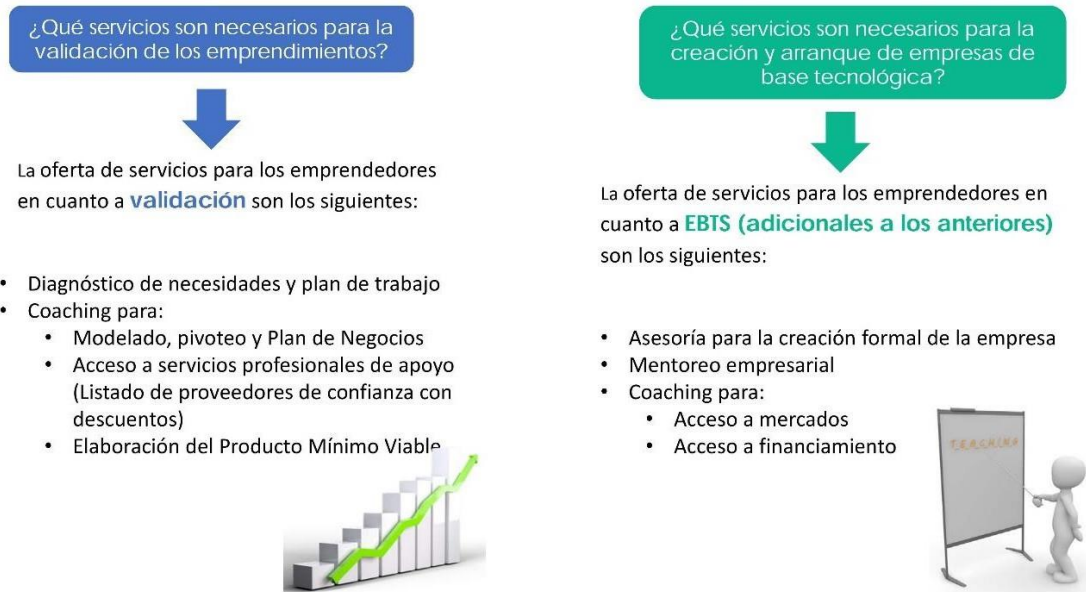 ¿Qué servicios son necesarios para la
validación de los emprendimientos?
La oferta de servicios para los emprendedores
en cuanto a validación son los siguientes:
• Diagnóstico de necesidades y plan de trabajo
• Coaching para:
• Modelado, pivoteo y Plan de Negocios
• Acceso a servicios profesionales de apoyo
(Listado de proveedores de confianza con
descuentos)
• Elaboración del Producto Mínimo Viable
¿Qué servicios son necesarios para la
creación y arranque de empresas de
base tecnológica?
La oferta de servicios para los emprendedores en
cuanto a EBTS (adicionales a los anteriores)
son los siguientes:
• Asesoría para la creación formal de la empresa
• Mentoreo empresarial
• Coaching para:
• Acceso a mercados
• Acceso a financiamiento
TEACHING